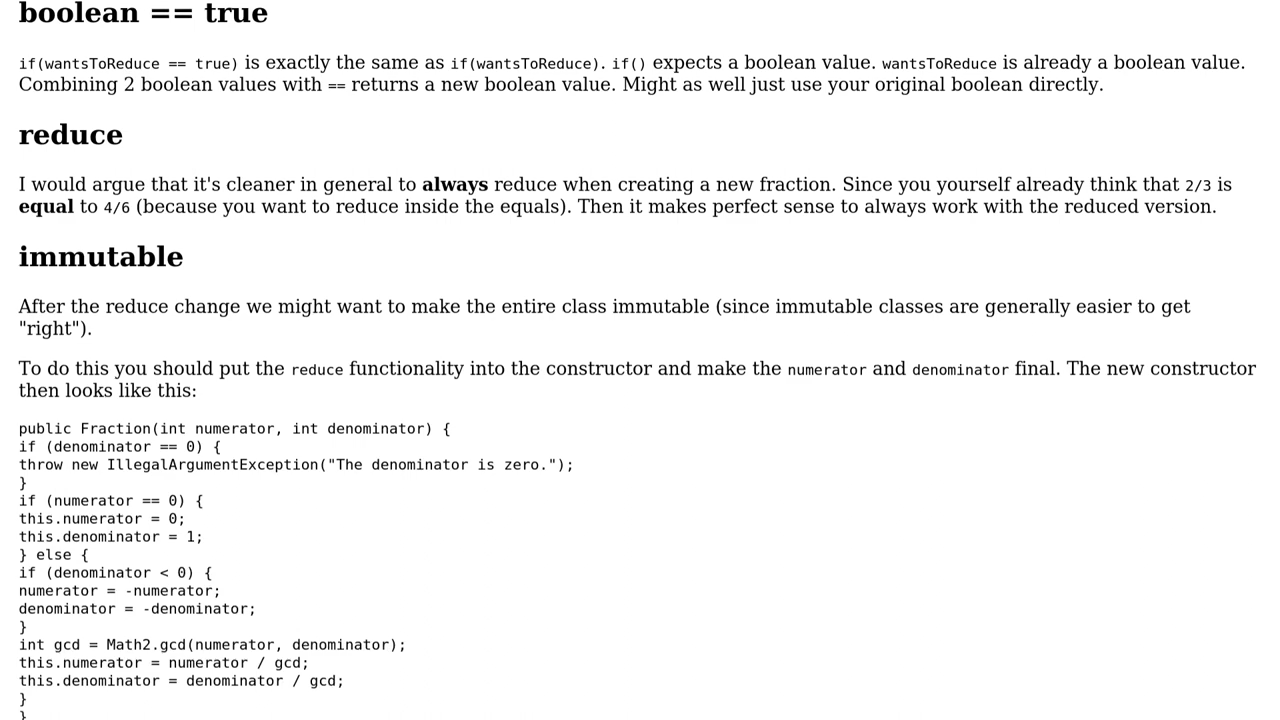 boolean == true
if(wantsToReduce == true) is exactly the same as if(wantsToReduce). if() expects a boolean value. wantsToReduce is already a boolean value.
Combining 2 boolean values with == returns a new boolean value. Might as well just use your original boolean directly.
reduce
I would argue that it's cleaner in general to always reduce when creating a new fraction. Since you yourself already think that 2/3 is
equal to 4/6 (because you want to reduce inside the equals). Then it makes perfect sense to always work with the reduced version.
immutable
After the reduce change we might want to make the entire class immutable (since immutable classes are generally easier to get
"right").
To do this you should put the reduce functionality into the constructor and make the numerator and denominator final. The new constructor
then looks like this:
public Fraction(int numerator, int denominator) {
if (denominator == 0) {
throw new IllegalArgumentException("The denominator is zero.");
}
if (numerator == 0) {
this.numerator = 0;
this.denominator = 1;
} else {
if (denominator < 0) {
numerator = -numerator;
denominator = -denominator;
}
int gcd = Math2.gcd(numerator, denominator);
this.numerator = numerator / gcd;
this.denominator = denominator / gcd;
}
}